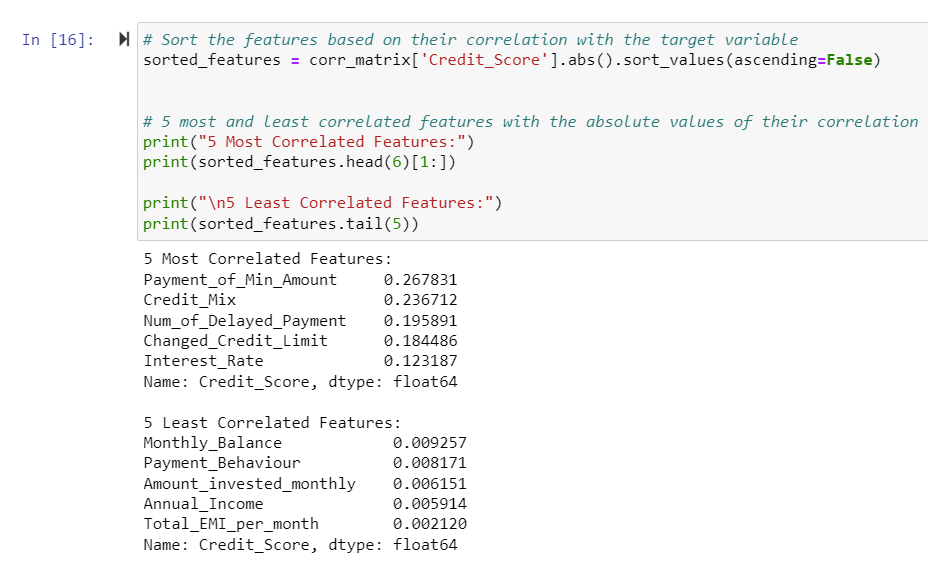 In [16]:
# Sort the features based on their correlation with the target variable
sorted_features = corr_matrix['Credit_Score'].abs().sort_values(ascending=False)
# 5 most and least correlated features with the absolute values of their correlation
print("5 Most Correlated Features:")
print(sorted_features.head(6)[1:])
print("\n5 Least Correlated Features:")
print(sorted_features.tail(5))
5 Most Correlated Features:
Payment_of_Min_Amount     0.267831
Credit_Mix                0.236712
Num_of_Delayed_Payment    0.195891
Changed_Credit_Limit      0.184486
Interest_Rate             0.123187
Name: Credit_Score, dtype: float64
5 Least Correlated Features:
Monthly_Balance            0.009257
Payment_Behaviour          0.008171
Amount_invested_monthly    0.006151
Annual_Income              0.005914
Total_EMI_per_month        0.002120
Name: Credit_Score, dtype: float64